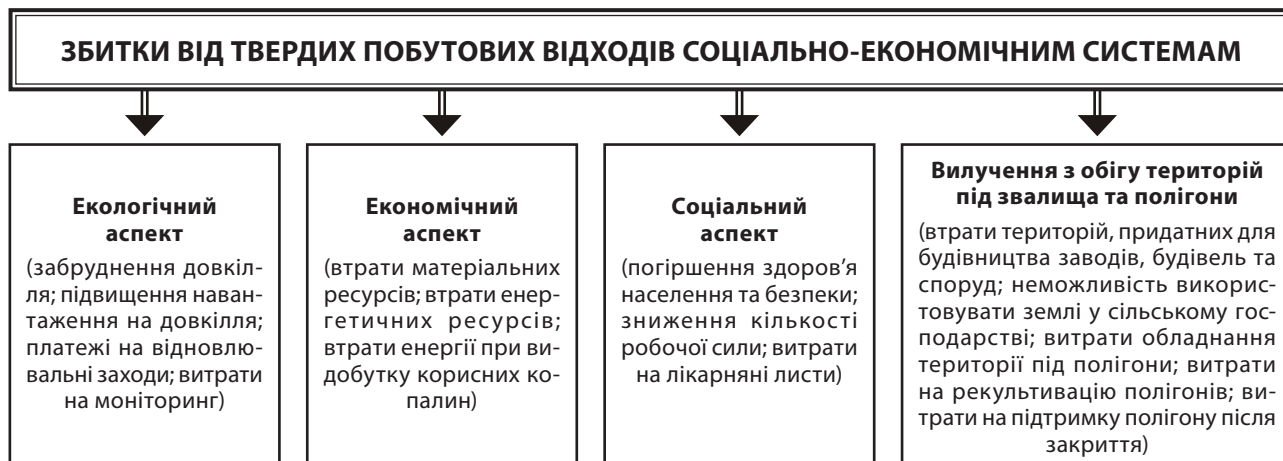 ЗБИТКИ ВІД ТВЕРДИХ ПОБУТОВИХ ВІДХОДІВ СОЦІАЛЬНО-ЕКОНОМІЧНИМ СИСТЕМАМ
Екологічний
аспект
(забруднення довкіл-
ля; підвищення наван-
таження на довкілля;
платежі на відновлю-
вальні заходи; витрати
на моніторинг)
Економічний
аспект
(втрати матеріальних
ресурсів; втрати енер-
гетичних ресурсів;
втрати енергії при ви-
добутку корисних ко-
палин)
Соціальний
аспект
(погіршення здоров'я
населення та безпеки;
зниження кількості
робочої сили; витрати
на лікарняні листи)
Вилучення з обігу територій
під звалища та полігони
(втрати територій, придатних для
будівництва заводів, будівель та
споруд; неможливість викорис-
товувати землі у сільському гос-
подарстві; витрати обладнання
території під полігони; витрати
на рекультивацію полігонів; ви-
трати на підтримку полігону після
закриття)